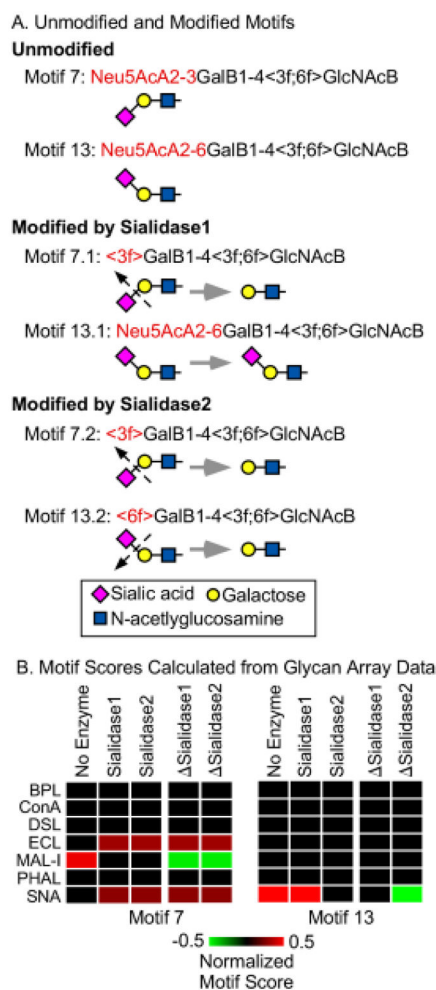 A. Unmodified and Modified Motifs
Unmodified
Motif 7: Neu5AcA2-3GalB1-4<3f;6f>GlcNAcB
Motif 13: Neu5AcA2-6GalB1-4<3f;6f>GlcNAcB
Modified by Sialidase1
Motif 7.1: <3f>GalB1-4<3f;6f>GlcNAcB
Motif 13.1: Neu5AcA2-6GalB1-4<3f;6f>GlcNAcB
Modified by Sialidase2
Motif 7.2: <3f>GalB1-4<3f;6f>GlcNAcB
Motif 13.2: <6f>GalB1-4<3f;6f>GlcNAcB
Sialic acid Galactose
N-acetlyglucosamine
B. Motif Scores Calculated from Glycan Array Data
No Enzyme
Sialidase1
Sialidase2
ΔSialidase1
ΔSialidase2
No Enzyme
Sialidase1
Sialidase2
ΔSialidase1
ΔSialidase2
BPL
ConA
DSL
ECL
MAL-I
PHAL
SNA
Motif 7 Motif 13
-0.5 0.5
Normalized
Motif Score